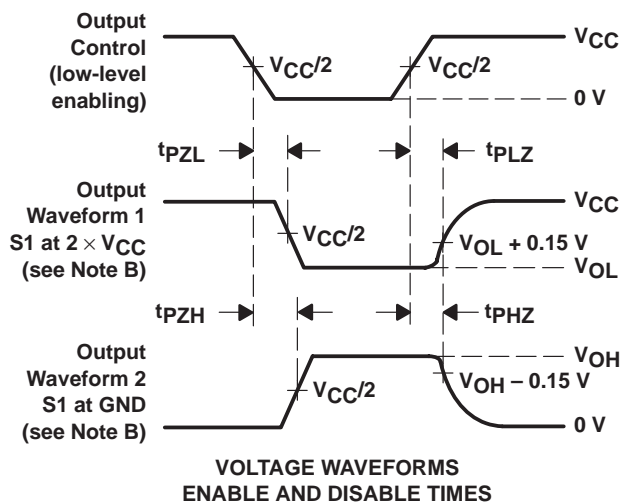 Output
Control
(low-level
enabling)
VCC
VCC/2
VCC/2
0 V
tPZL
tPLZ
Output
Waveform 1
S1 at 2 × VCC
(see Note B)
VCC
VCC/2
VOL + 0.15 V
VOL
tPZH
tPHZ
Output
Waveform 2
S1 at GND
(see Note B)
VOH
VCC/2
VOH − 0.15 V
0 V
VOLTAGE WAVEFORMS
ENABLE AND DISABLE TIMES